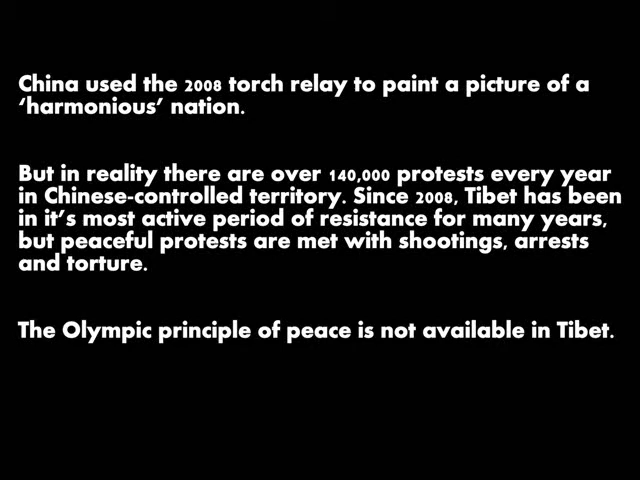 China used the 2008 torch relay to paint a picture of a
‘harmonious’ nation.
But in reality there are over 140,000 protests every year
in Chinese-controlled territory. Since 2008, Tibet has been
in it’s most active period of resistance for many years,
but peaceful protests are met with shootings, arrests
and torture.
The Olympic principle of peace is not available in Tibet.